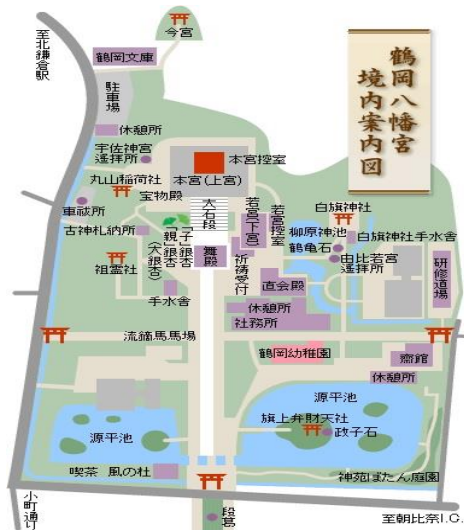 鶴岡八幡宮
境内案内図
至北鎌倉駅
今宮
鶴岡文庫
駐車場
休憩所
宇佐神宮
遙拝所
本宮控室
本宮(上宮)
丸山稲荷社
宝物殿
車祓所
大石段
若宮(下宮)
若宮控室
白旗神社
古神札納所
「親子」銀杏
(大銀杏)
舞殿
祈祷受付
柳原神池
鶴亀石
白旗神社手水舎
由比若宮
遙拝所
研修道場
祖霊社
手水舎
直会殿
休憩所
社務所
流鏑馬馬場
鶴岡幼稚園
齋館
休憩所
源平池
旗上弁財天社
政子石
源平池
喫茶 風の杜
神苑ぼたん庭園
小町通り
段葛
至朝比奈I.C